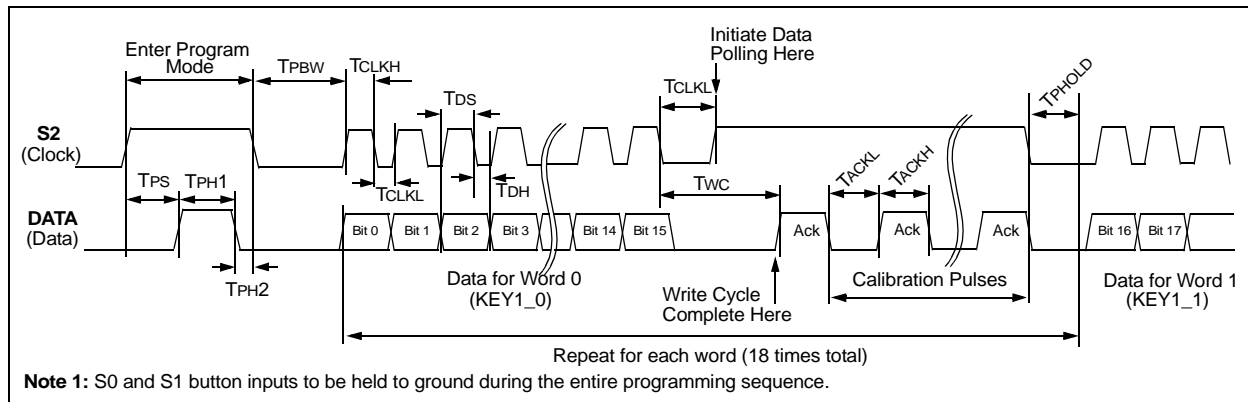 Enter Program
Mode
TPBW
TCLKH
TDS
Initiate Data
Polling Here
TCLKL
TPHOLD
S2
(Clock)
TPS
TPH1
TCLKL
TDH
TWC
TACKL
TACKH
DATA
(Data)
Bit 0
Bit 1
Bit 2
Bit 3
Bit 14
Bit 15
Ack
Ack
Ack
Bit 16
Bit 17
TPH2
Data for Word 0
(KEY1_0)
Write Cycle
Complete Here
Calibration Pulses
Data for Word 1
(KEY1_1)
Repeat for each word (18 times total)
Note 1: S0 and S1 button inputs to be held to ground during the entire programming sequence.